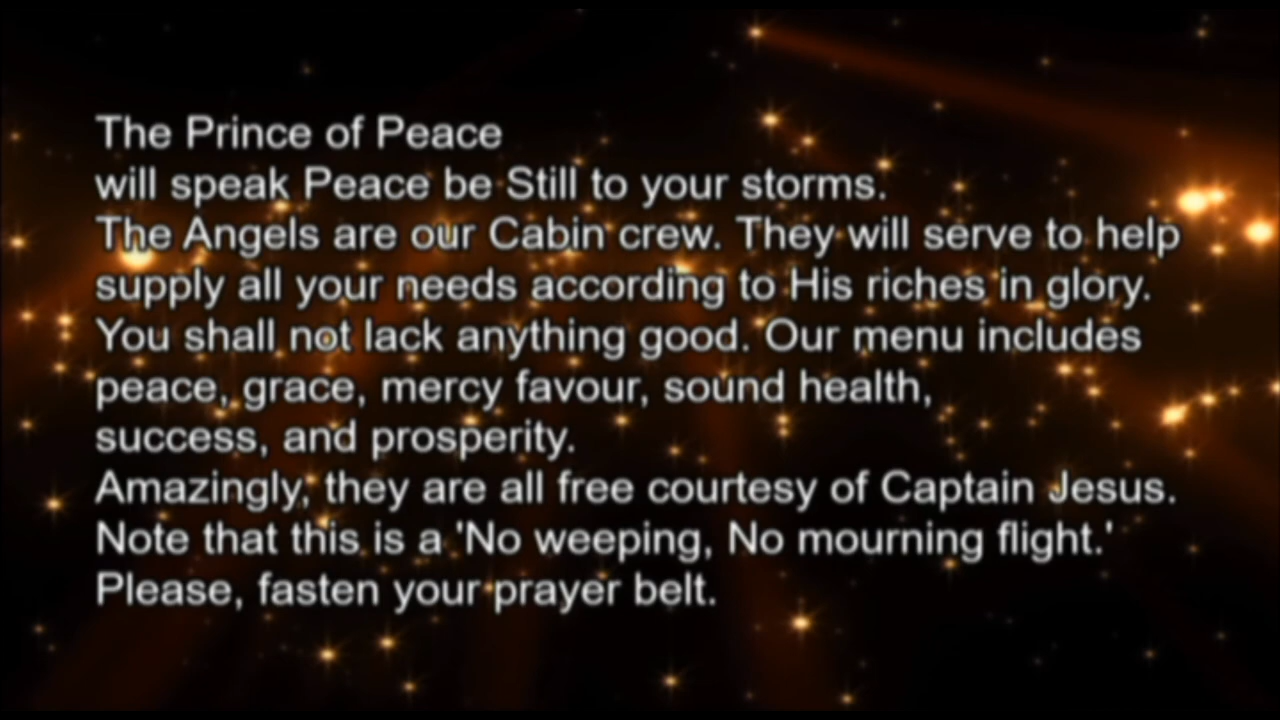 The Prince of Peace
will speak Peace be Still to your storms.
The Angels are our Cabin crew. They will serve to help
supply all your needs according to His riches in glory.
You shall not lack anything good. Our menu includes
peace, grace, mercy favour, sound health,
success, and prosperity.
Amazingly, they are all free courtesy of Captain Jesus.
Note that this is a 'No weeping, No mourning flight.'
Please, fasten your prayer belt.